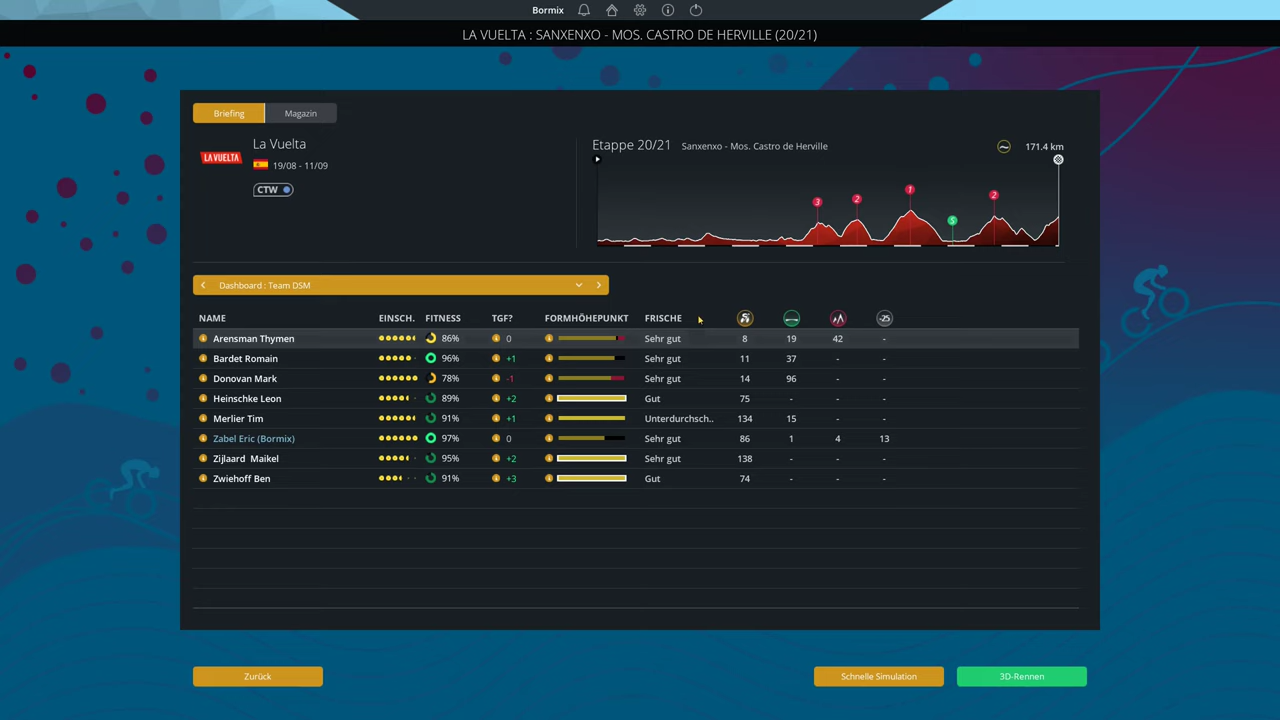 Bormix
LA VUELTA : SANXENXO - MOS. CASTRO DE HERVILLE (20/21)
Briefing Magazin
LA VUELTA La Vuelta
19/08 - 11/09
CTW
Etappe 20/21 Sanxenxo - Mos. Castro de Herville 171.4 km
3 2 1 S 2
Dashboard : Team DSM
NAME EINSCH. FITNESS TGF? FORMHÖHEPUNKT FRISCHE -25
Arensman Thymen 86% 0 Sehr gut 8 19 42 -
Bardet Romain 96% +1 Sehr gut 11 37 - -
Donovan Mark 78% -1 Sehr gut 14 96 - -
Heinschke Leon 89% +2 Gut 75 - - -
Merlier Tim 91% +1 Unterdurchsch.. 134 15 - -
Zabel Eric (Bormix) 97% 0 Sehr gut 86 1 4 13
Zijlaard Maikel 95% +2 Sehr gut 138 - - -
Zwiehoff Ben 91% +3 Gut 74 - - -
Zurück Schnelle Simulation 3D-Rennen